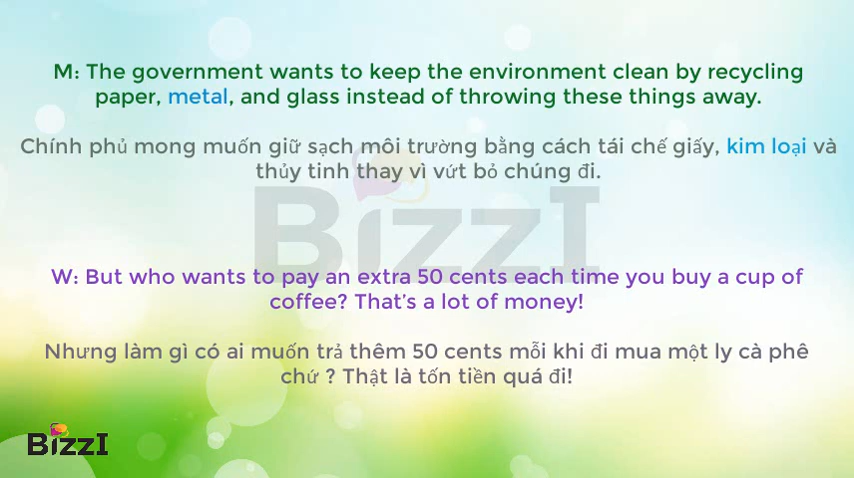 M: The government wants to keep the environment clean by recycling
paper, metal, and glass instead of throwing these things away.
Chính phủ mong muốn giữ sạch môi trường bằng cách tái chế giấy, kim loại và
thủy tinh thay vì vứt bỏ chúng đi.
BizzI
W: But who wants to pay an extra 50 cents each time you buy a cup of
coffee? That's a lot of money!
Nhưng làm gì có ai muốn trả thêm 50 cents mỗi khi đi mua một ly cà phê
chứ ? Thật là tốn tiền quá đi!
BizzI